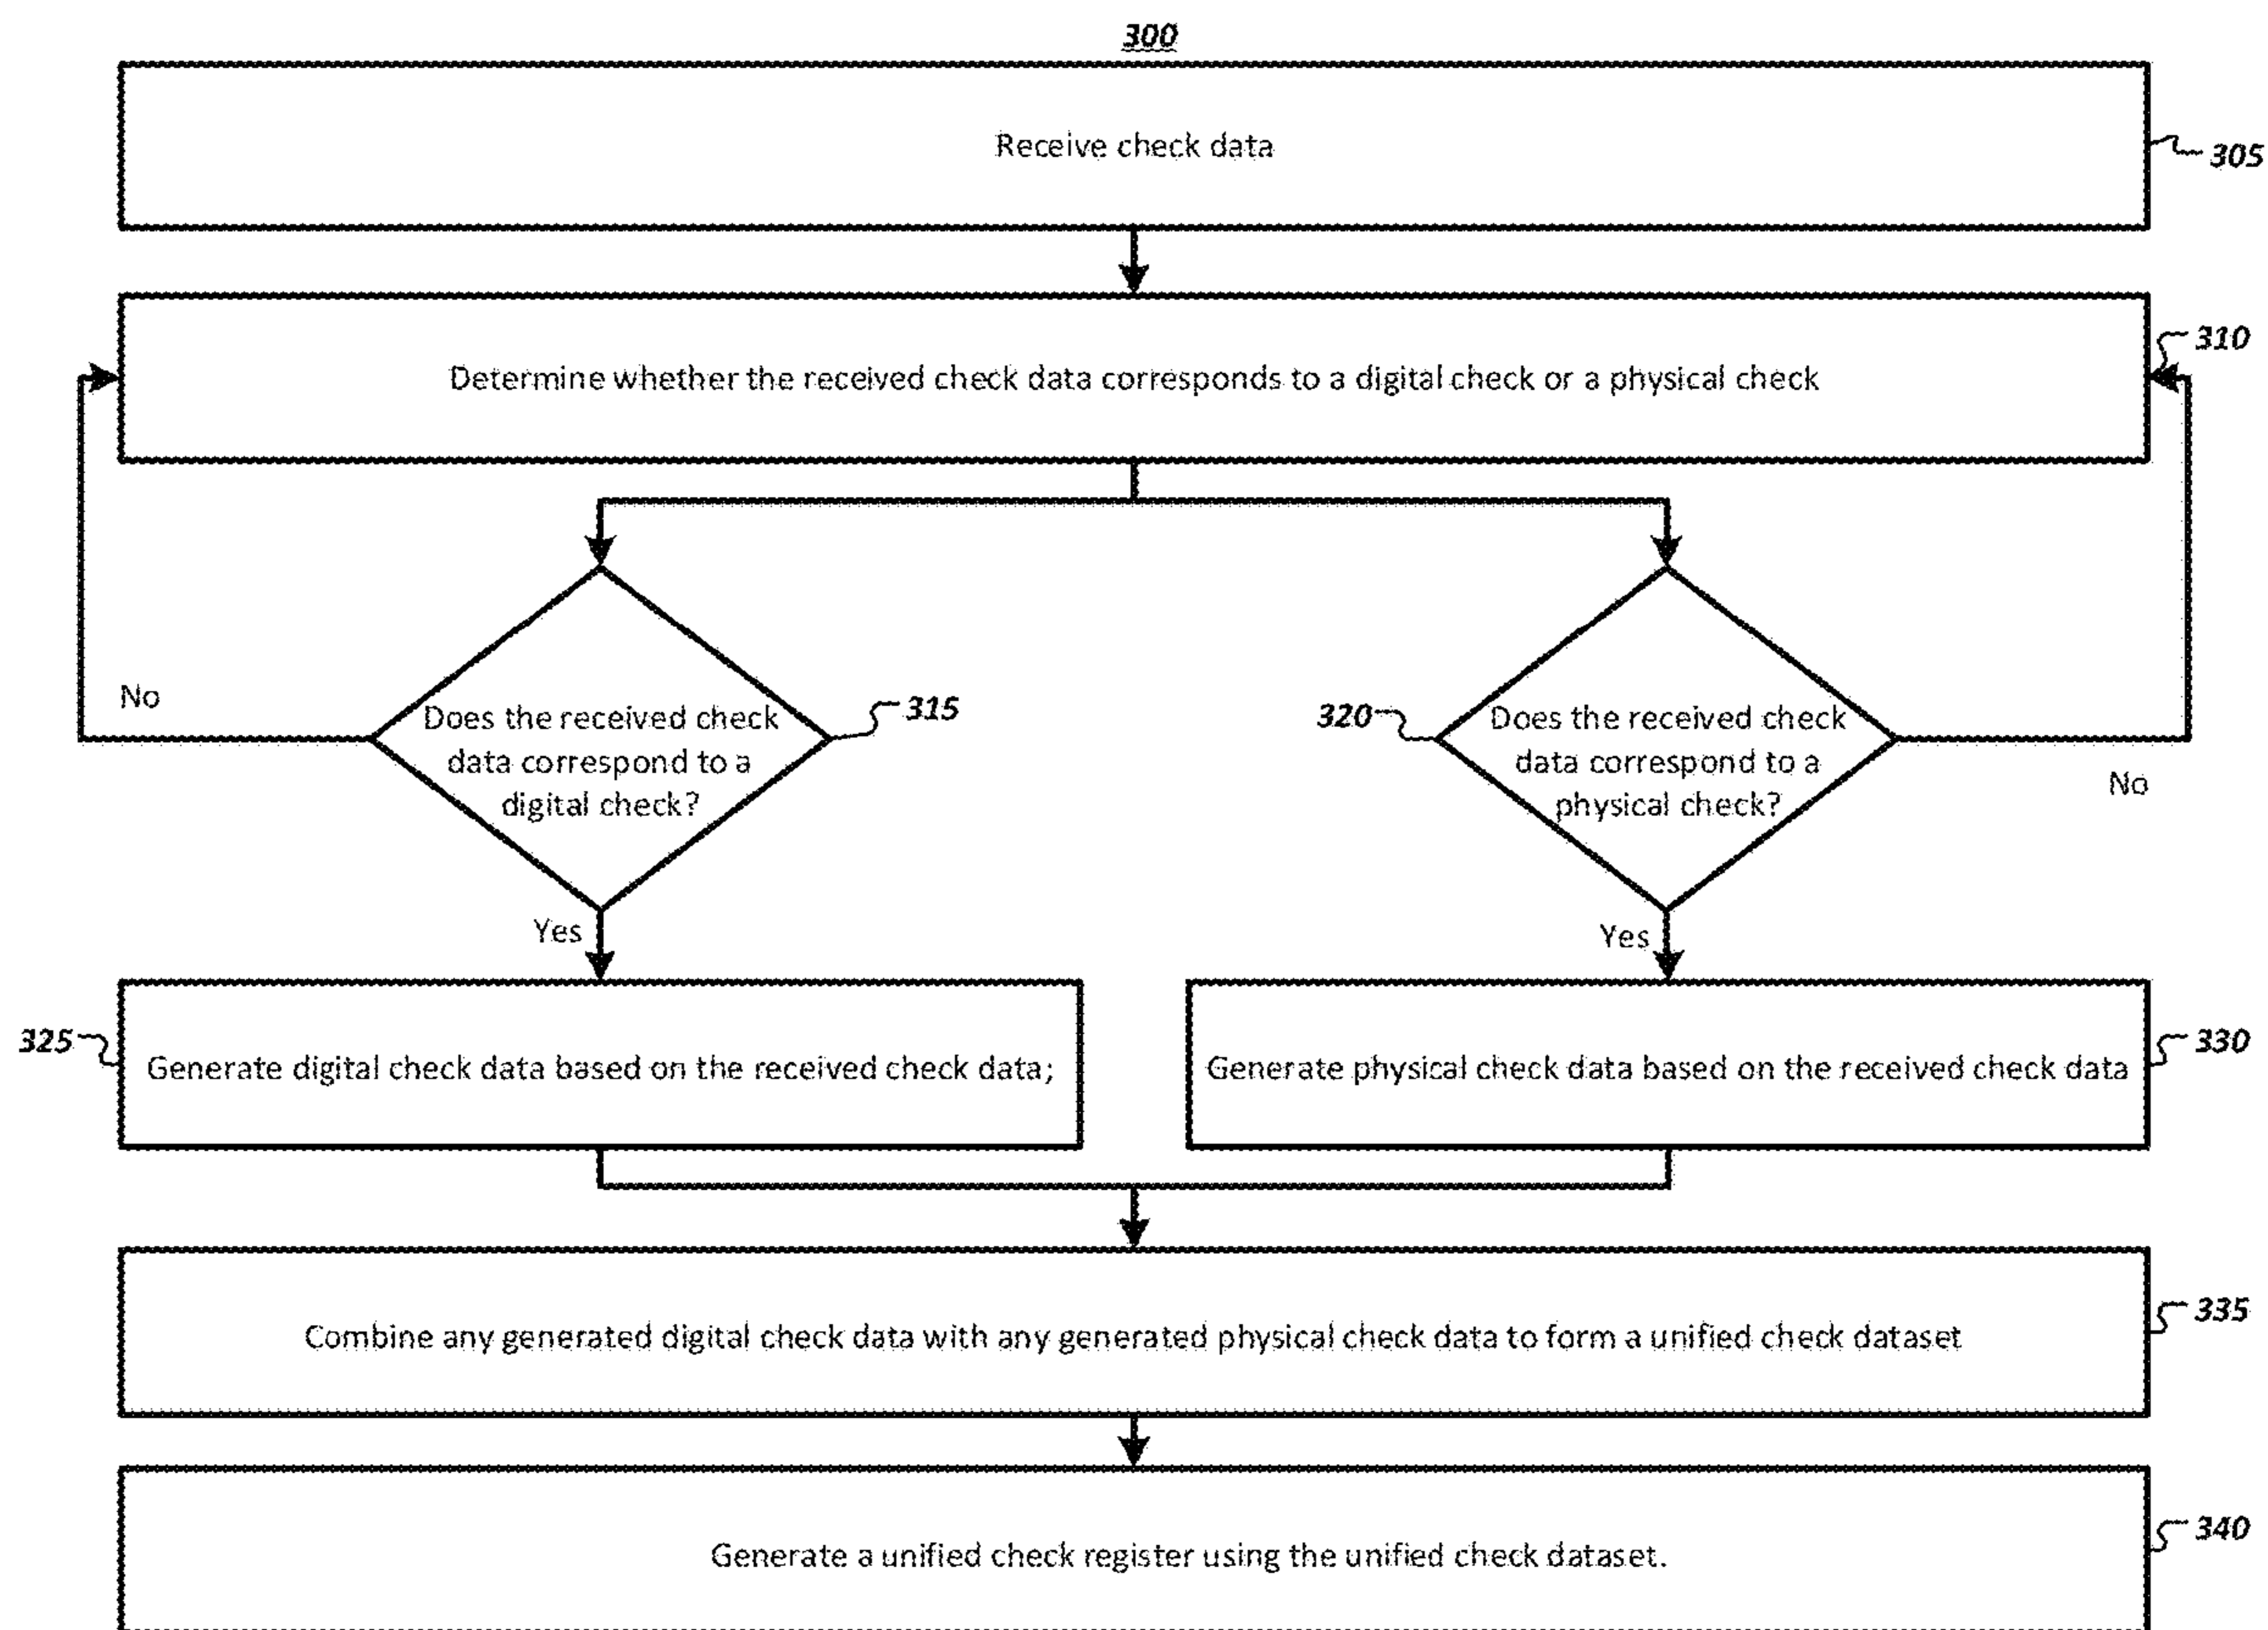 300
Receive check data
305
310
Determine whether the received check data corresponds to a digital check or a physical check
No
Does the received check
data correspond to a
digital check?
315
320
Does the received check
data correspond to a
physical check?
No
Yes
Yes
325
Generate digital check data based on the received check data;
Generate physical check data based on the received check data
330
Combine any generated digital check data with any generated physical check data to form a unified check dataset
335
Generate a unified check register using the unified check dataset.
340